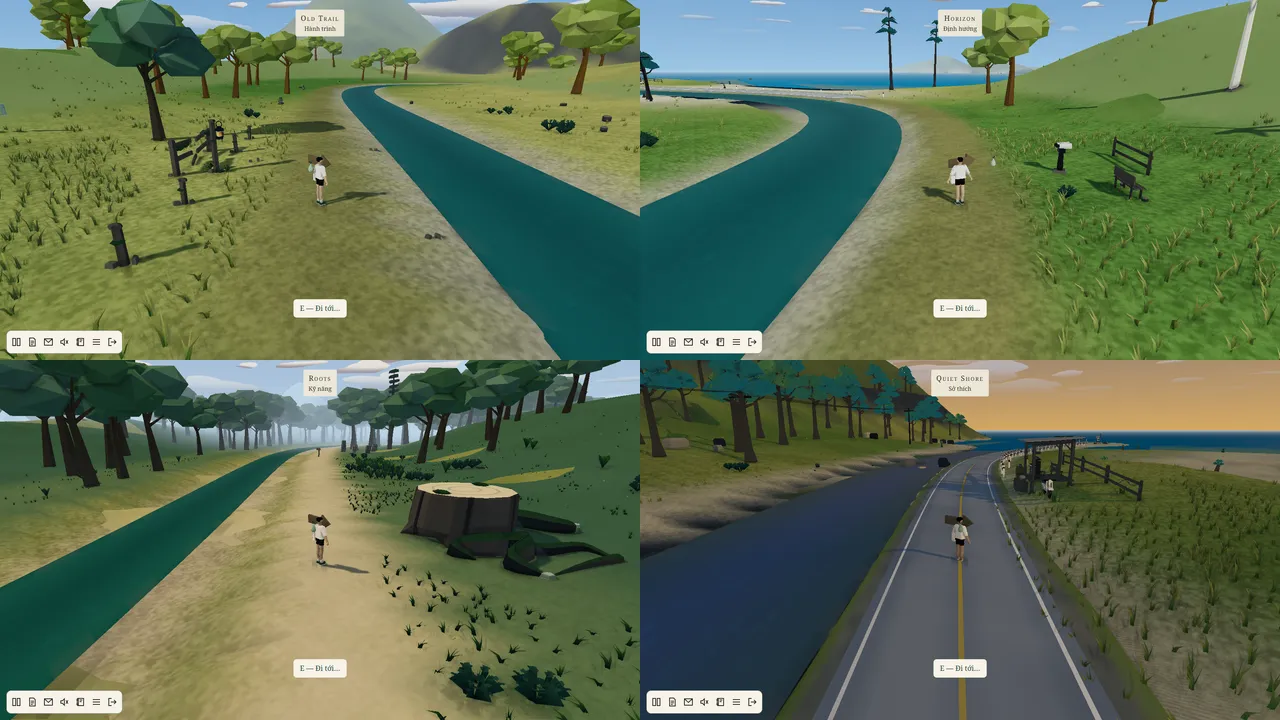 Old Trail
Hành trình
E — Đi tới...
Horizon
Định hướng
E — Đi tới...
Roots
Kỹ năng
E — Đi tới...
Quiet Shore
Sở thích
E — Đi tới...